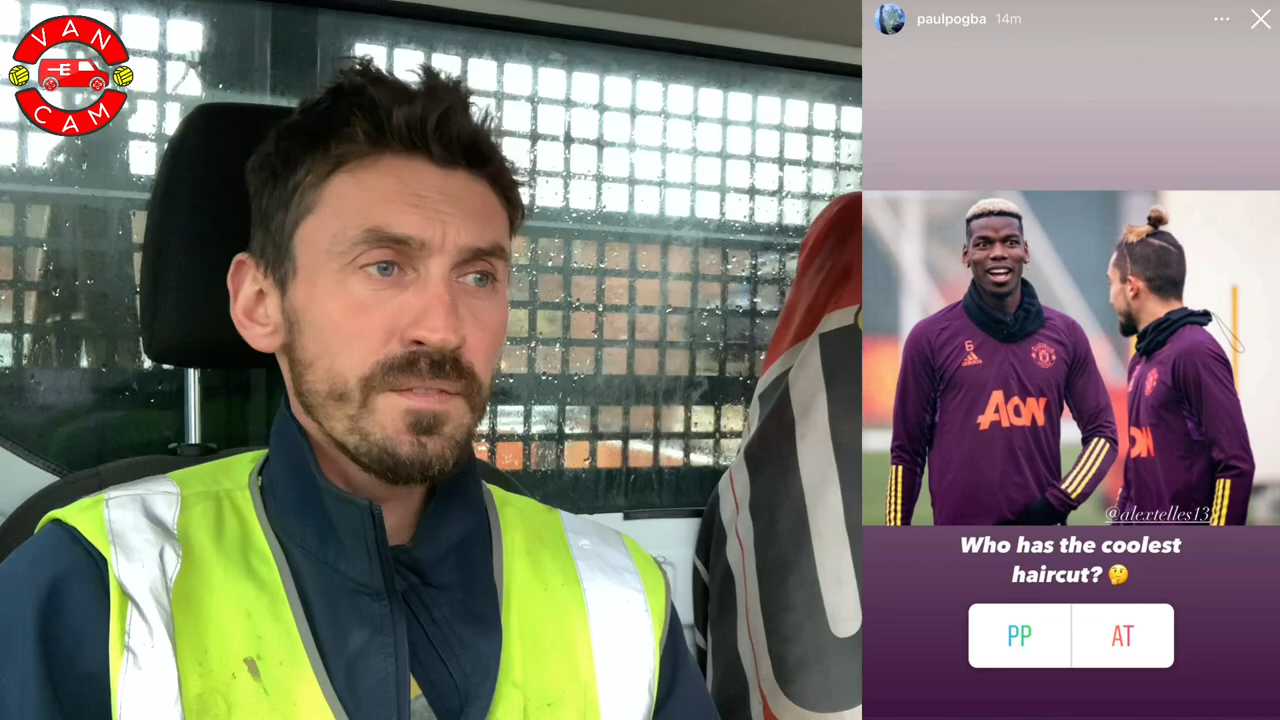 VAN
E
CAM
paulpogba 14m
6
AON
AON
@alextelles13
Who has the coolest
haircut? 🤔
PP
AT